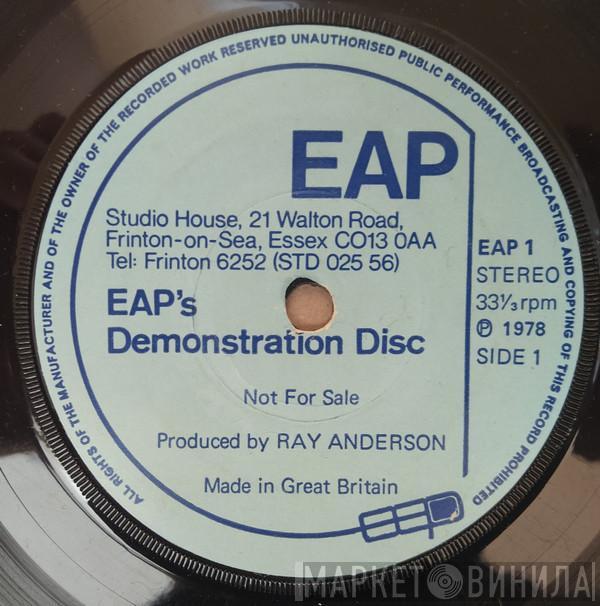 ALL RIGHTS OF THE MANUFACTURER AND OF THE OWNER OF THE RECORDED WORK RESERVED UNAUTHORISED PUBLIC PERFORMANCE BROADCASTING AND COPYING OF THIS RECORD PROHIBITED
EAP
Studio House, 21 Walton Road,
Frinton-on-Sea, Essex CO13 0AA
Tel: Frinton 6252 (STD 025 56)
EAP 1
STEREO
33⅓ rpm
℗ 1978
SIDE 1
EAP's
Demonstration Disc
Not For Sale
Produced by RAY ANDERSON
Made in Great Britain
МАРКЕТ ВИНИЛА